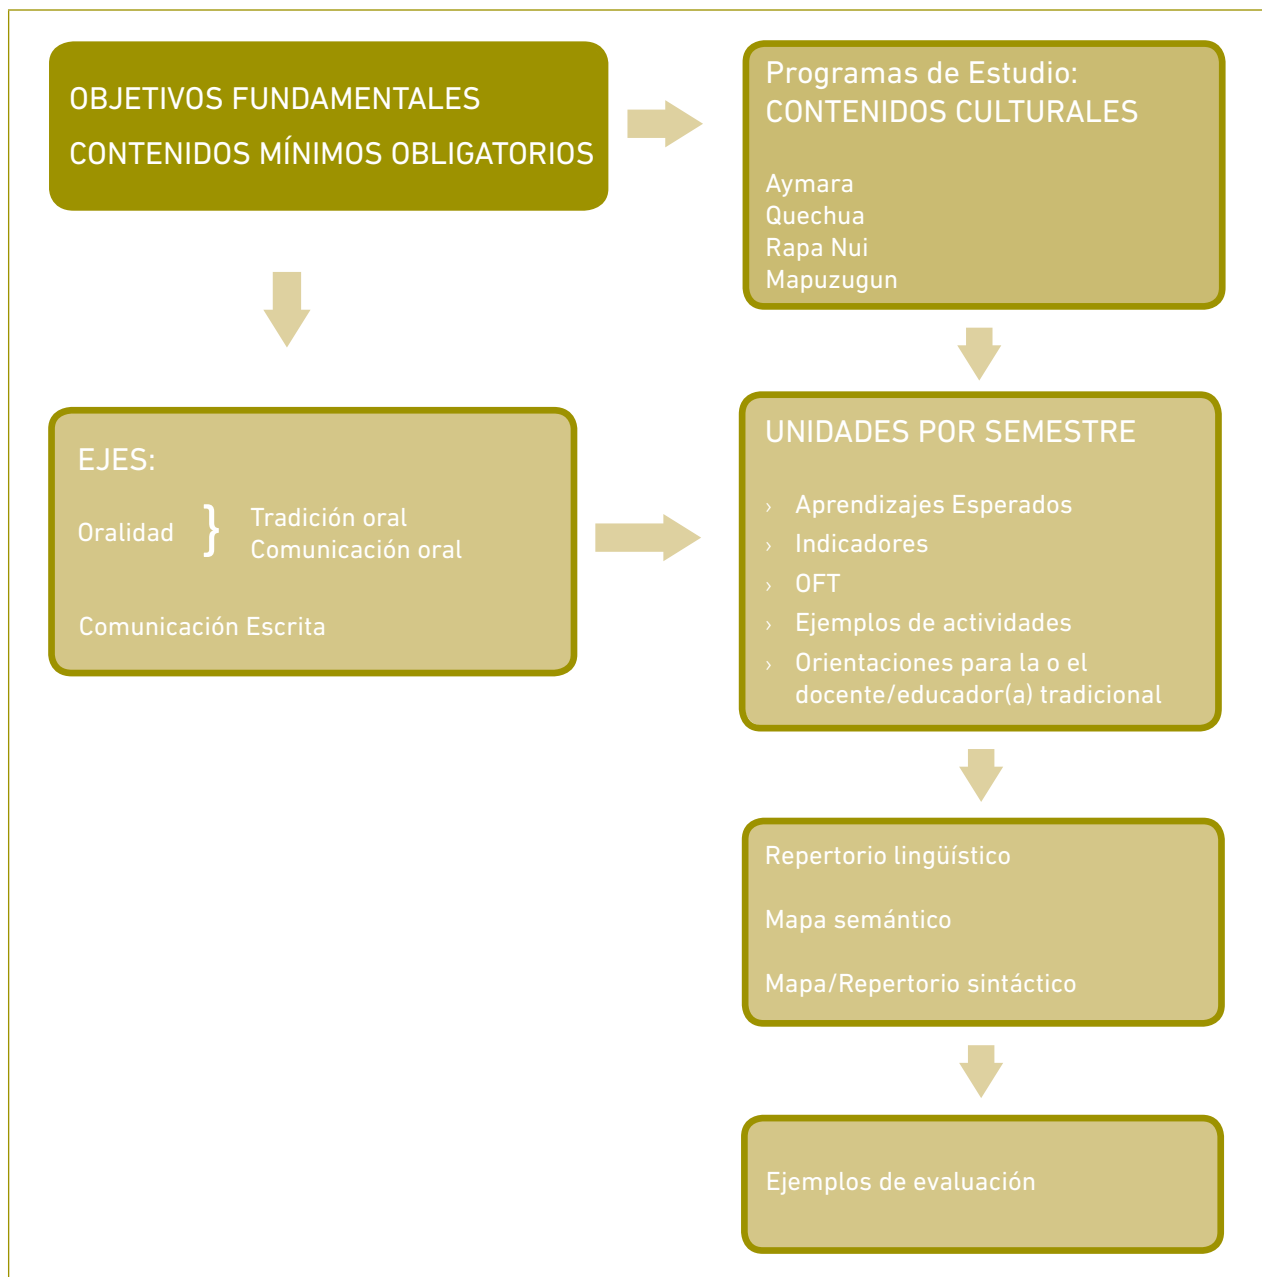 OBJETIVOS FUNDAMENTALES
CONTENIDOS MÍNIMOS OBLIGATORIOS
Programas de Estudio:
CONTENIDOS CULTURALES
Aymara
Quechua
Rapa Nui
Mapuzugun
EJES:
Oralidad } Tradición oral
Comunicación oral
Comunicación Escrita
UNIDADES POR SEMESTRE
› Aprendizajes Esperados
› Indicadores
› OFT
› Ejemplos de actividades
› Orientaciones para la o el
docente/educador(a) tradicional
Repertorio lingüístico
Mapa semántico
Mapa/Repertorio sintáctico
Ejemplos de evaluación